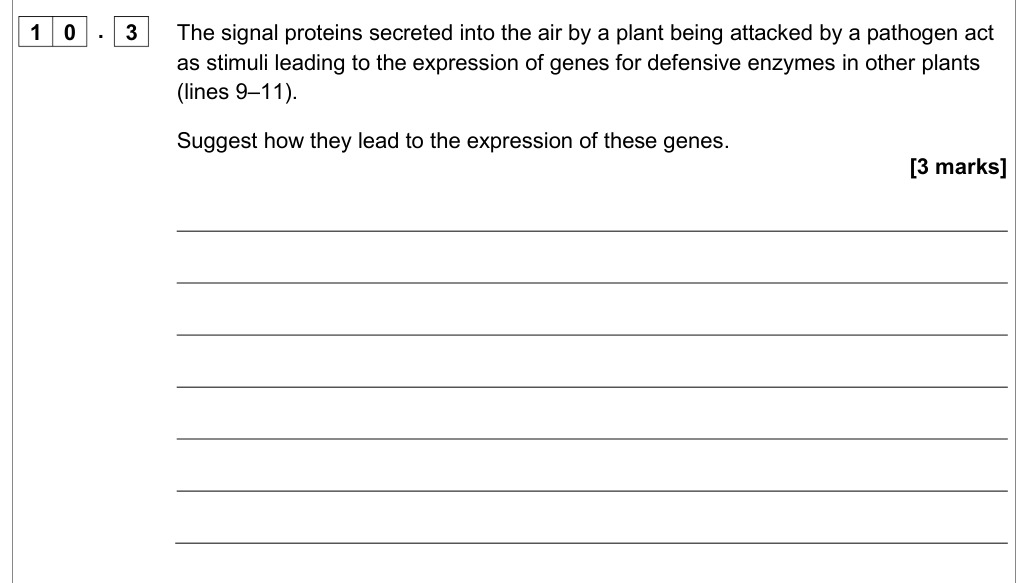 10.3 The signal proteins secreted into the air by a plant being attacked by a pathogen act
as stimuli leading to the expression of genes for defensive enzymes in other plants
(lines 9–11).
Suggest how they lead to the expression of these genes.
[3 marks]